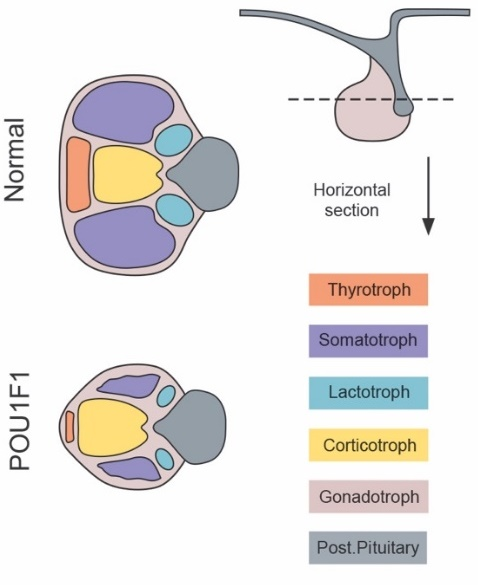 Normal
Horizontal
section
Thyrotroph
Somatotroph
Lactotroph
Corticotroph
Gonadotroph
Post.Pituitary
POU1F1